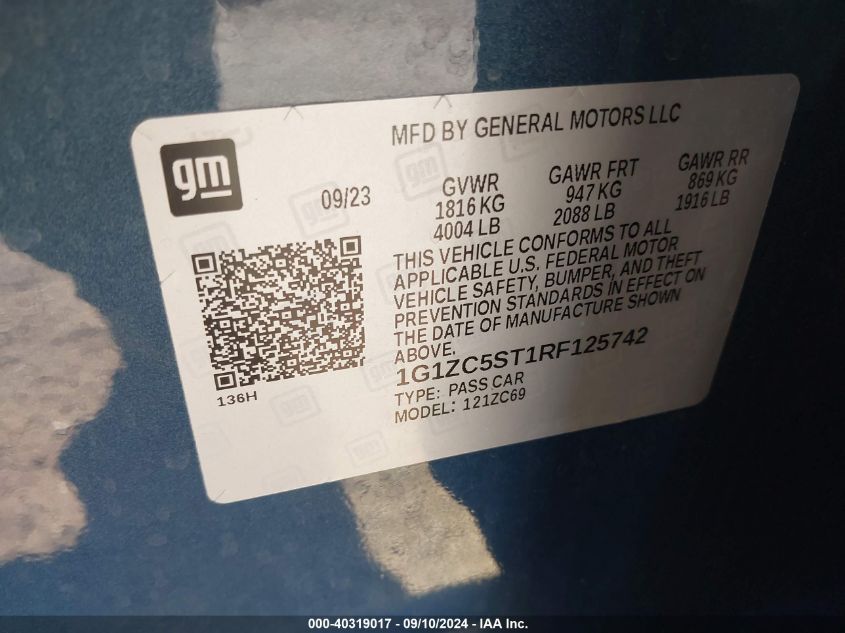 gm
MFD BY GENERAL MOTORS LLC
09/23
GVWR
1816 KG
4004 LB
GAWR FRT
947 KG
2088 LB
GAWR RR
869 KG
1916 LB
THIS VEHICLE CONFORMS TO ALL
APPLICABLE U.S. FEDERAL MOTOR
VEHICLE SAFETY, BUMPER, AND THEFT
PREVENTION STANDARDS IN EFFECT ON
THE DATE OF MANUFACTURE SHOWN
ABOVE.
1G1ZC5ST1RF125742
TYPE: PASS CAR
MODEL: 121ZC69
136H
000-40319017 - 09/10/2024 - IAA Inc.